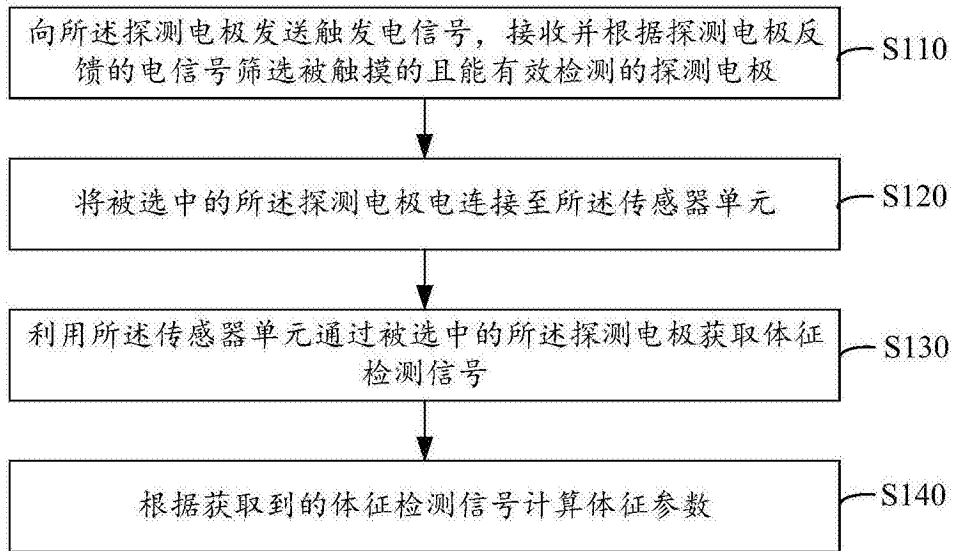 向所述探测电极发送触发电信号，接收并根据探测电极反
馈的电信号筛选被触摸的且能有效检测的探测电极
S110
将被选中的所述探测电极电连接至所述传感器单元
S120
利用所述传感器单元通过被选中的所述探测电极获取体征
检测信号
S130
根据获取到的体征检测信号计算体征参数
S140